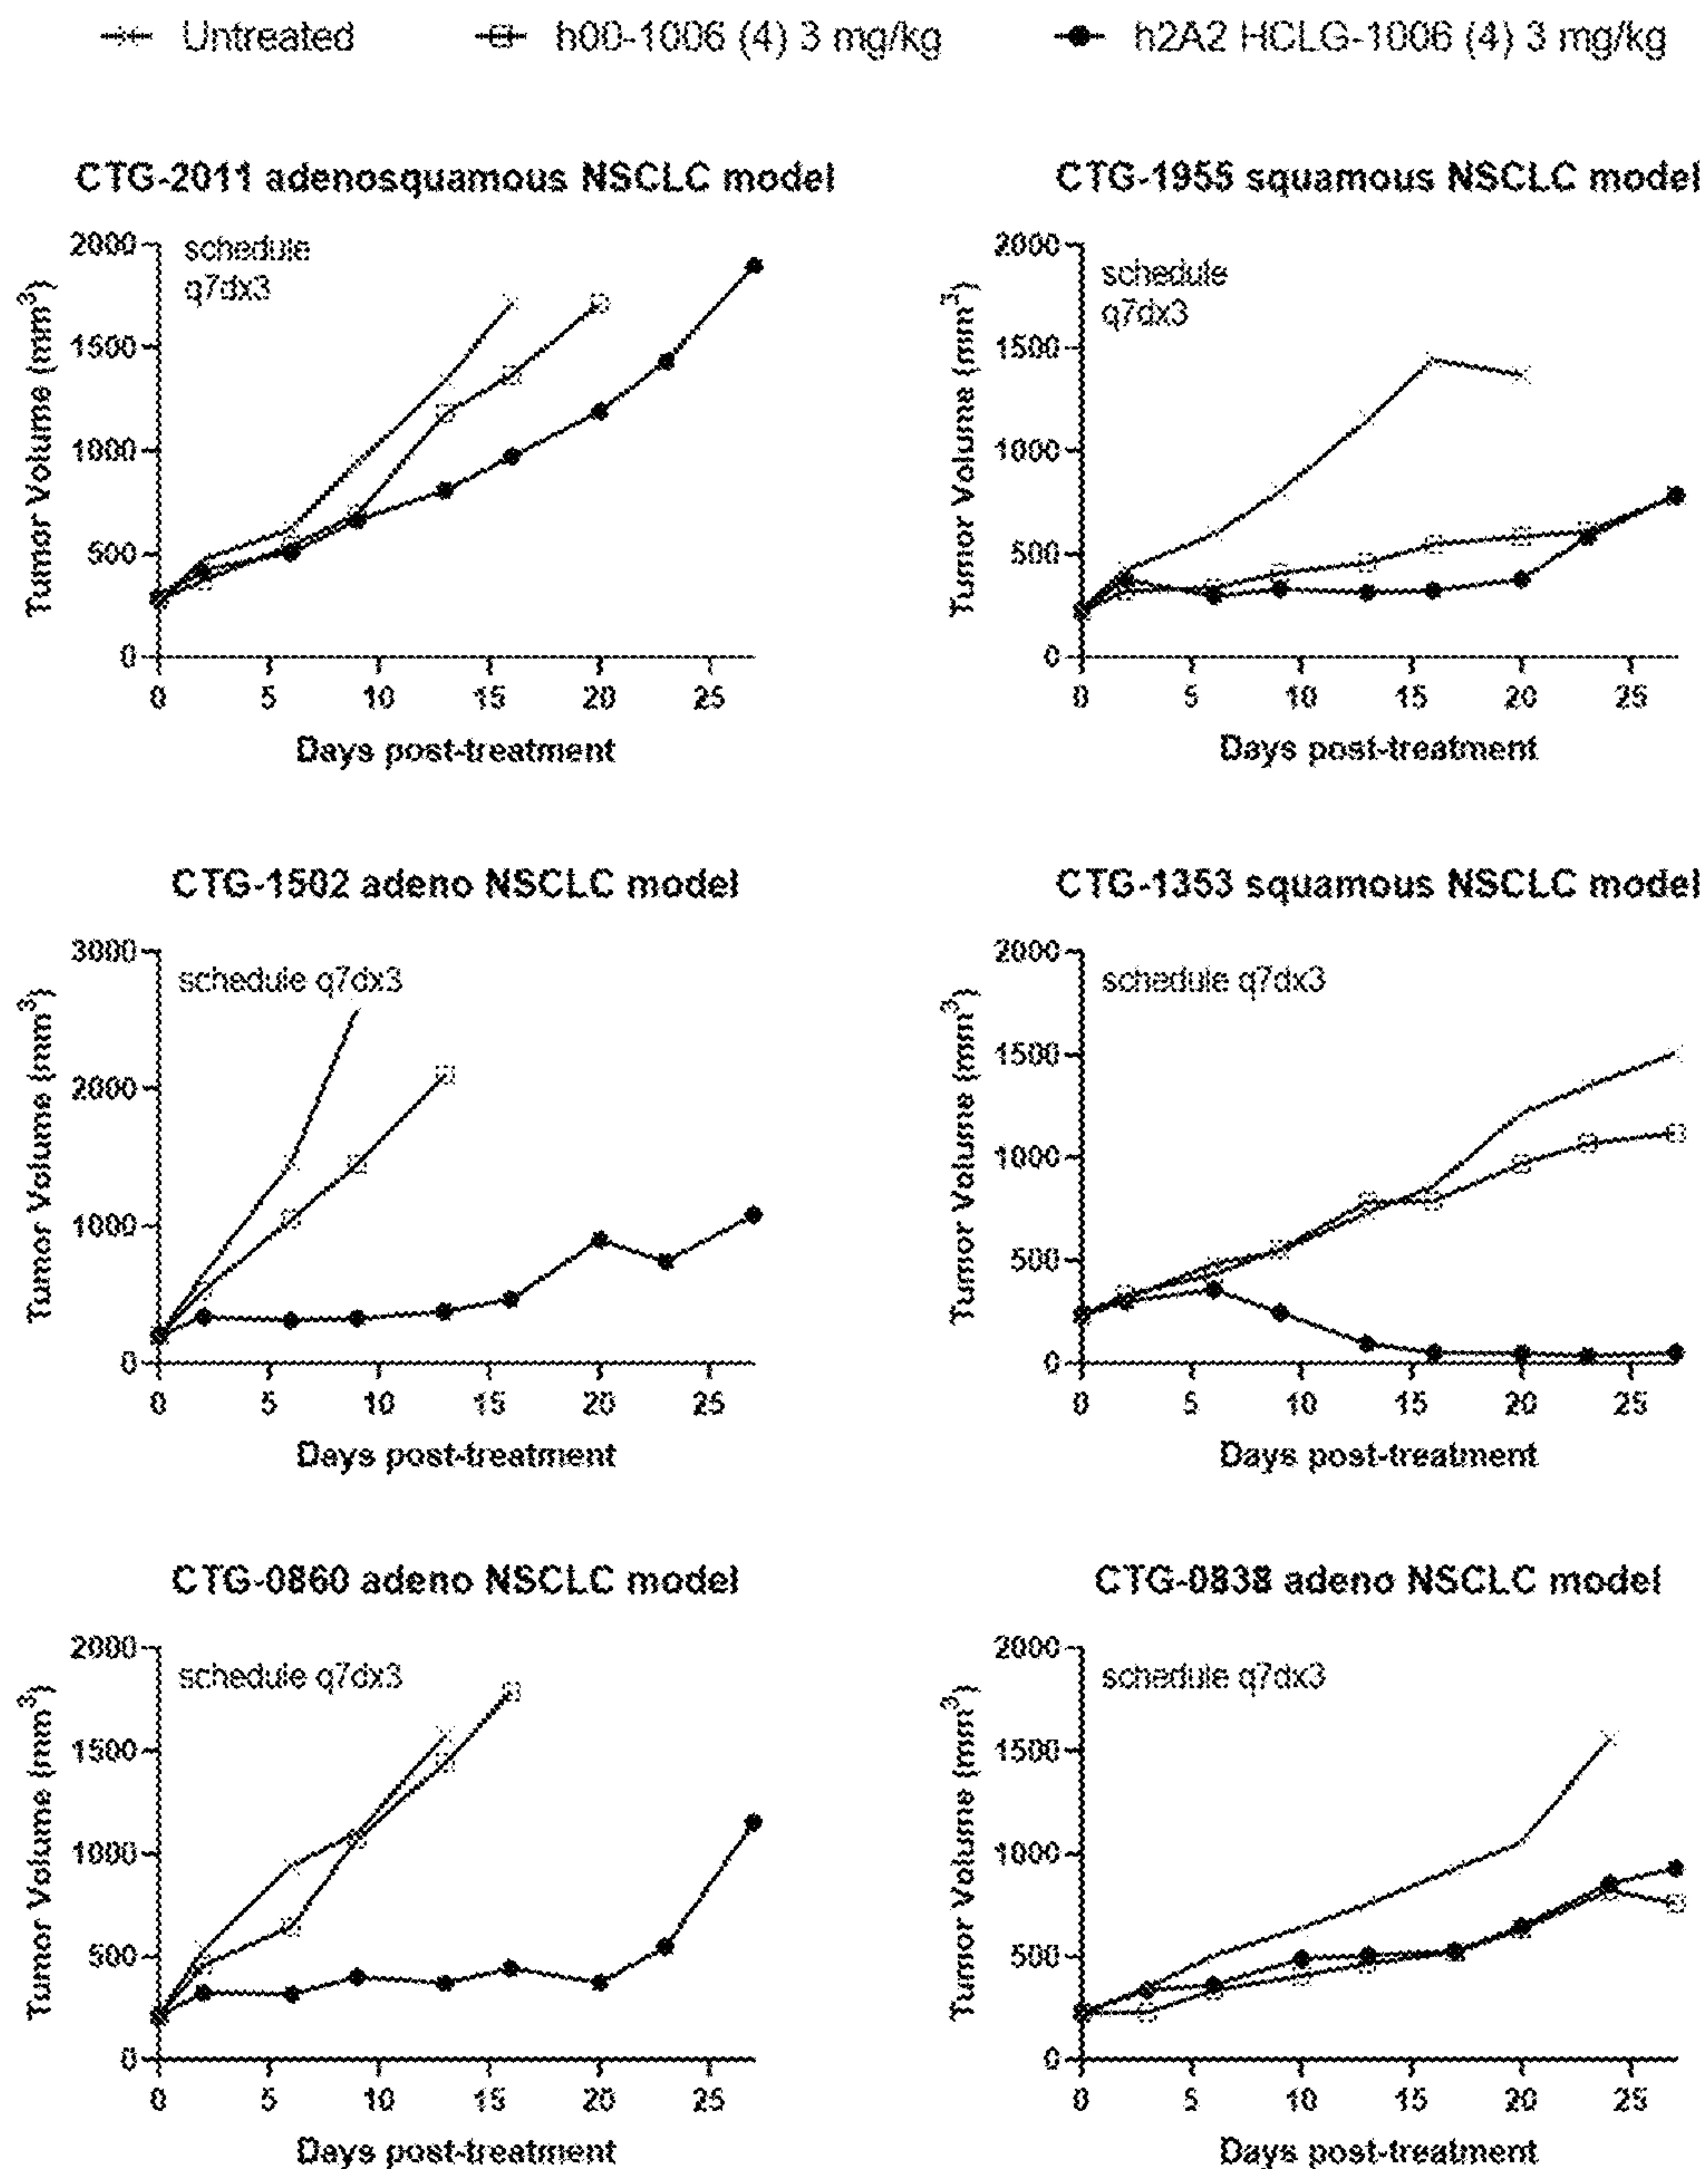 Untreated h00-1006 (4) 3 mg/kg h2A2 HCLG-1006 (4) 3 mg/kg
CTG-2011 adenosquamous NSCLC model
2000
1500
1000
500
0
Tumor Volume (mm³)
schedule
q7dx3
0 5 10 15 20 25
Days post-treatment
CTG-1955 squamous NSCLC model
2000
1500
1000
500
0
Tumor Volume (mm³)
schedule
q7dx3
0 5 10 15 20 25
Days post-treatment
CTG-1502 adeno NSCLC model
3000
2000
1000
0
Tumor Volume (mm³)
schedule q7dx3
0 5 10 15 20 25
Days post-treatment
CTG-1353 squamous NSCLC model
2000
1500
1000
500
0
Tumor Volume (mm³)
schedule q7dx3
0 5 10 15 20 25
Days post-treatment
CTG-0860 adeno NSCLC model
2000
1500
1000
500
0
Tumor Volume (mm³)
schedule q7dx3
0 5 10 15 20 25
Days post-treatment
CTG-0838 adeno NSCLC model
2000
1500
1000
500
0
Tumor Volume (mm³)
schedule q7dx3
0 5 10 15 20 25
Days post-treatment